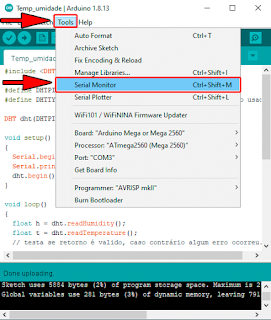 Temp_umidade | Arduino 1.8.13
Tools Help
Auto Format Ctrl+T
Archive Sketch
Fix Encoding & Reload
Manage Libraries... Ctrl+Shift+I
Serial Monitor Ctrl+Shift+M
Serial Plotter Ctrl+Shift+L
WiFi101 / WiFiNINA Firmware Updater
Board: "Arduino Mega or Mega 2560"
Processor: "ATmega2560 (Mega 2560)"
Port: "COM3"
Get Board Info
Programmer: "AVRISP mkII"
Burn Bootloader
Temp_umidad
#include <DHT
#define
#define DHTTY
usado
DHT dht(DHTPI
void setup()
{
Serial.begi
Serial.prin
dht.begin()
}
void loop()
{
float h = dht.readHumidity();
float t = dht.readTemperature();
// testa se retorno é valido, caso contrário algum erro ocorreu.
Done uploading.
Sketch uses 5884 bytes (2%) of program storage space. Maximum is 2
Global variables use 281 bytes (3%) of dynamic memory, leaving 791